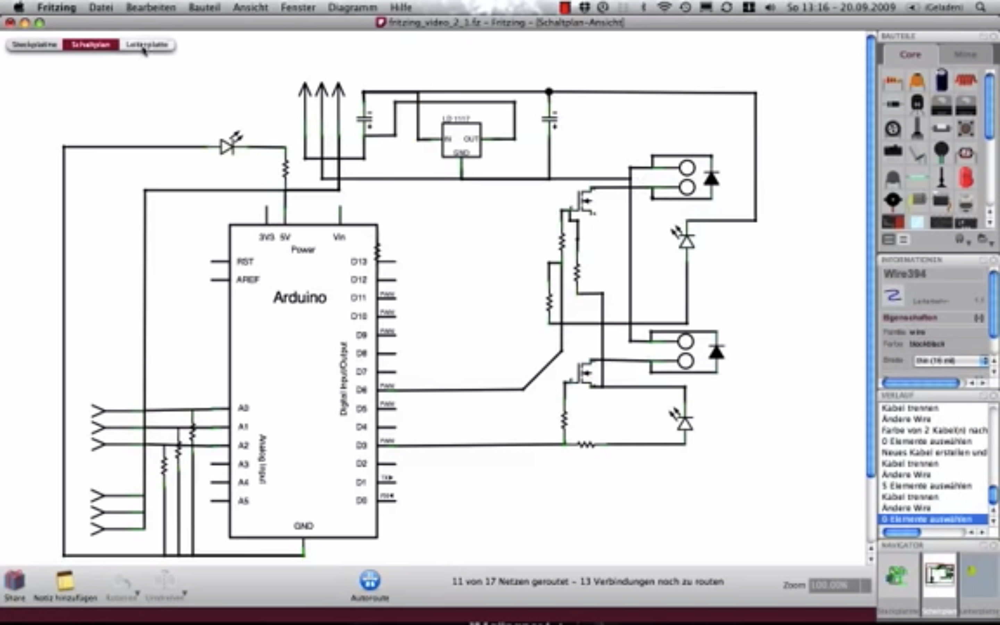 Fritzing Datei Bearbeiten Bauteil Ansicht Fenster Diagramm Hilfe So 13:16 - 20.09.2009 (Geladen)
fritzing_video_2_1.fz – Fritzing – [Schaltplan-Ansicht]
Steckplatine Schaltplan Leiterplatte
BAUTEILE
Core Mine
LD 1117
IN OUT
GND
3V3 5V Vin
Power
RST
AREF
Arduino
D13
D12
D11 PWM
D10 PWM
D9 PWM
D8
D7
D6 PWM
D5 PWM
D4
D3 PWM
D2
D1 TX
D0 RX
Digital Input/Output
A0
A1
A2
A3
A4
A5
Analog Input
GND
INFORMATIONEN
Wire394
Eigenschaften [-]
Familie wire
Farbe blackblack
Breite thin (16 mil)
VERLAUF
Kabel trennen
Ändere Wire
Farbe von 2 Kabel(n) nach
0 Elemente auswählen
Neues Kabel erstellen und
Kabel trennen
Ändere Wire
5 Elemente auswählen
Kabel trennen
Ändere Wire
0 Elemente auswählen
NAVIGATOR
Steckplatine Schaltplan Leiterplatte
Share Notiz hinzufügen Rotieren Umdrehen Autoroute
11 von 17 Netzen geroutet – 13 Verbindungen noch zu routen
Zoom 100.00%